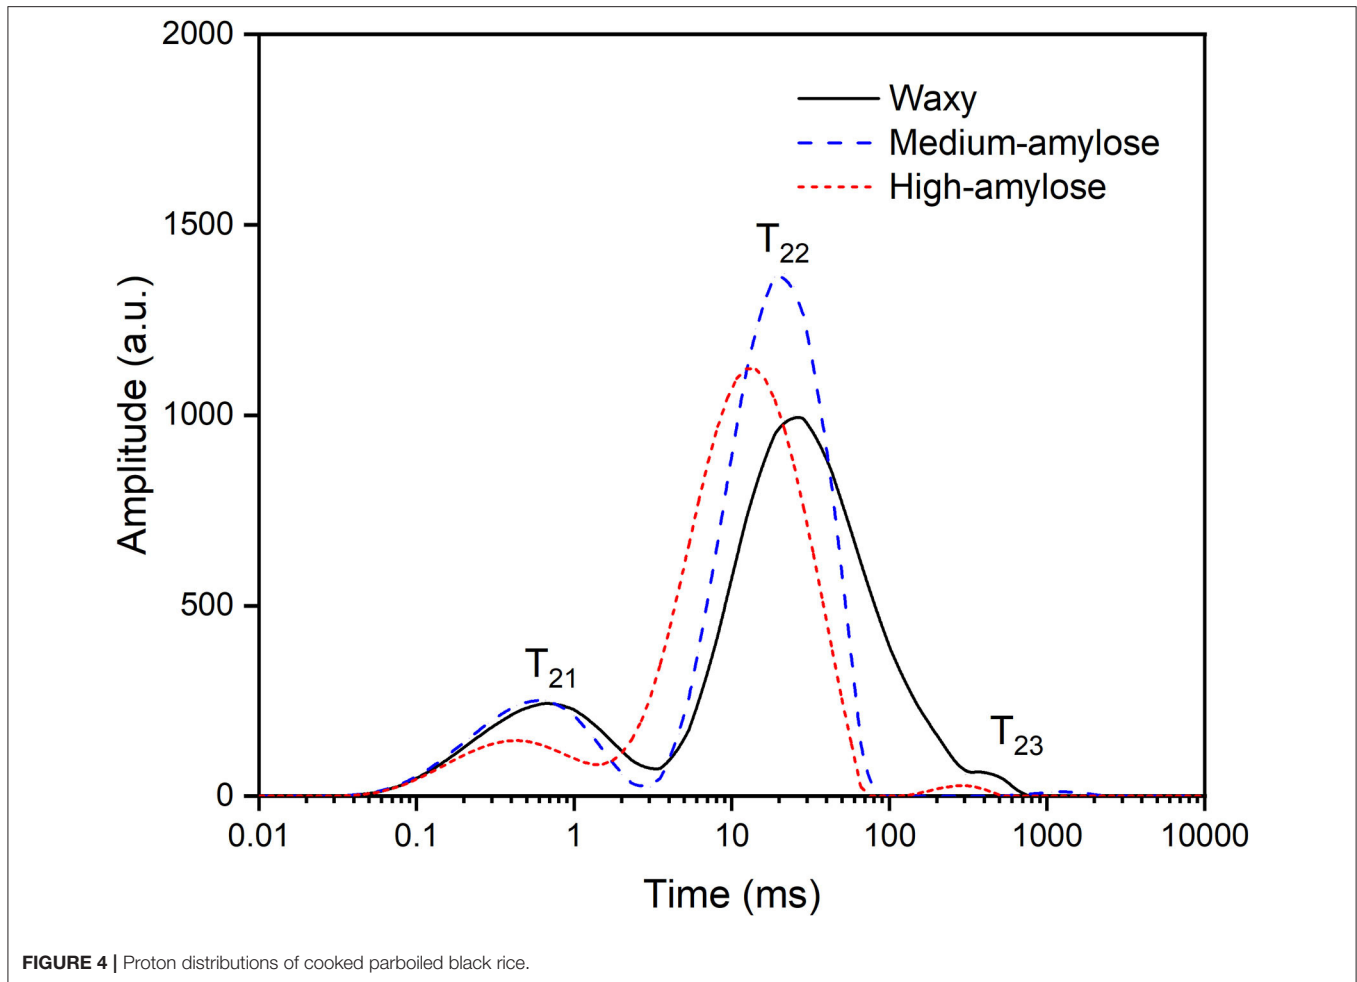 2000
1500
1000
500
0
Amplitude (a.u.)
Waxy
Medium-amylose
High-amylose
T22
T21
T23
0.01
0.1
1
10
100
1000
10000
Time (ms)
FIGURE 4 | Proton distributions of cooked parboiled black rice.